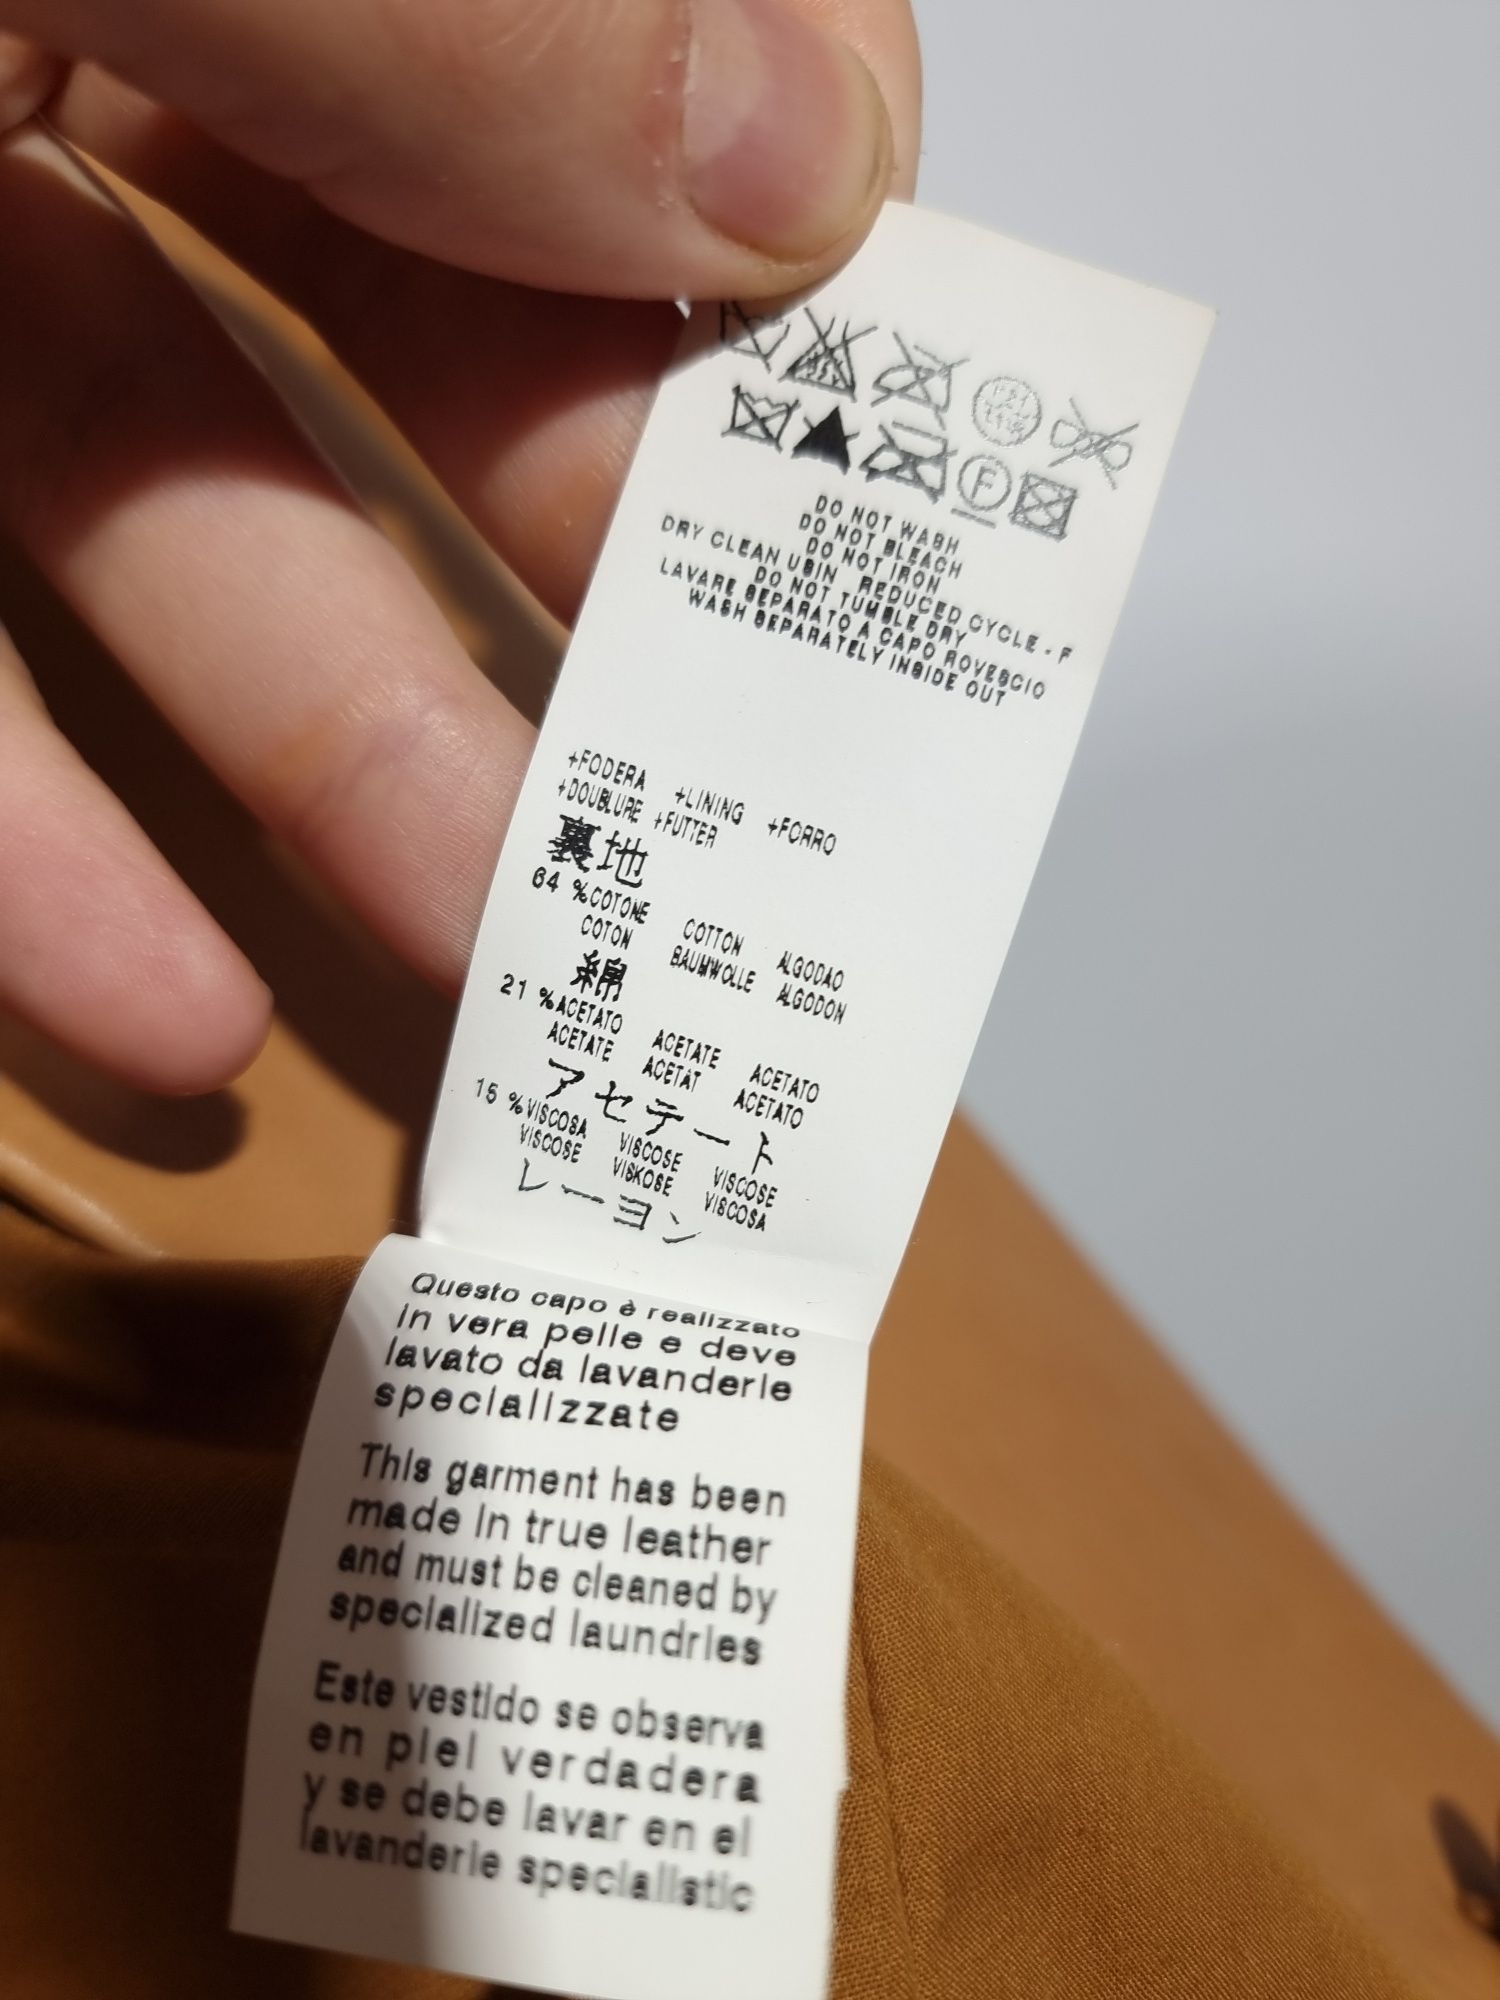 F
DO NOT WASH
DO NOT BLEACH
DO NOT IRON
DRY CLEAN USIN REDUCED CYCLE - F
DO NOT TUMBLE DRY
LAVARE SEPARATO A CAPO ROVESCIO
WASH SEPARATELY INSIDE OUT
+FODERA +LINING +FORRO
+DOUBLURE +FUTTER
裏地
64 %COTONE COTTON ALGODAO
COTON BAUMWOLLE ALGODON
綿
21 %ACETATO ACETATE ACETATO
ACETATE ACETAT ACETATO
アセテート
15 %VISCOSA VISCOSE VISCOSE
VISCOSE VISKOSE VISCOSA
レーヨン
Questo capo è realizzato
in vera pelle e deve
lavato da lavanderie
specializzate
This garment has been
made in true leather
and must be cleaned by
specialized laundries
Este vestido se observa
en piel verdadera
y se debe lavar en el
lavanderie specialistic